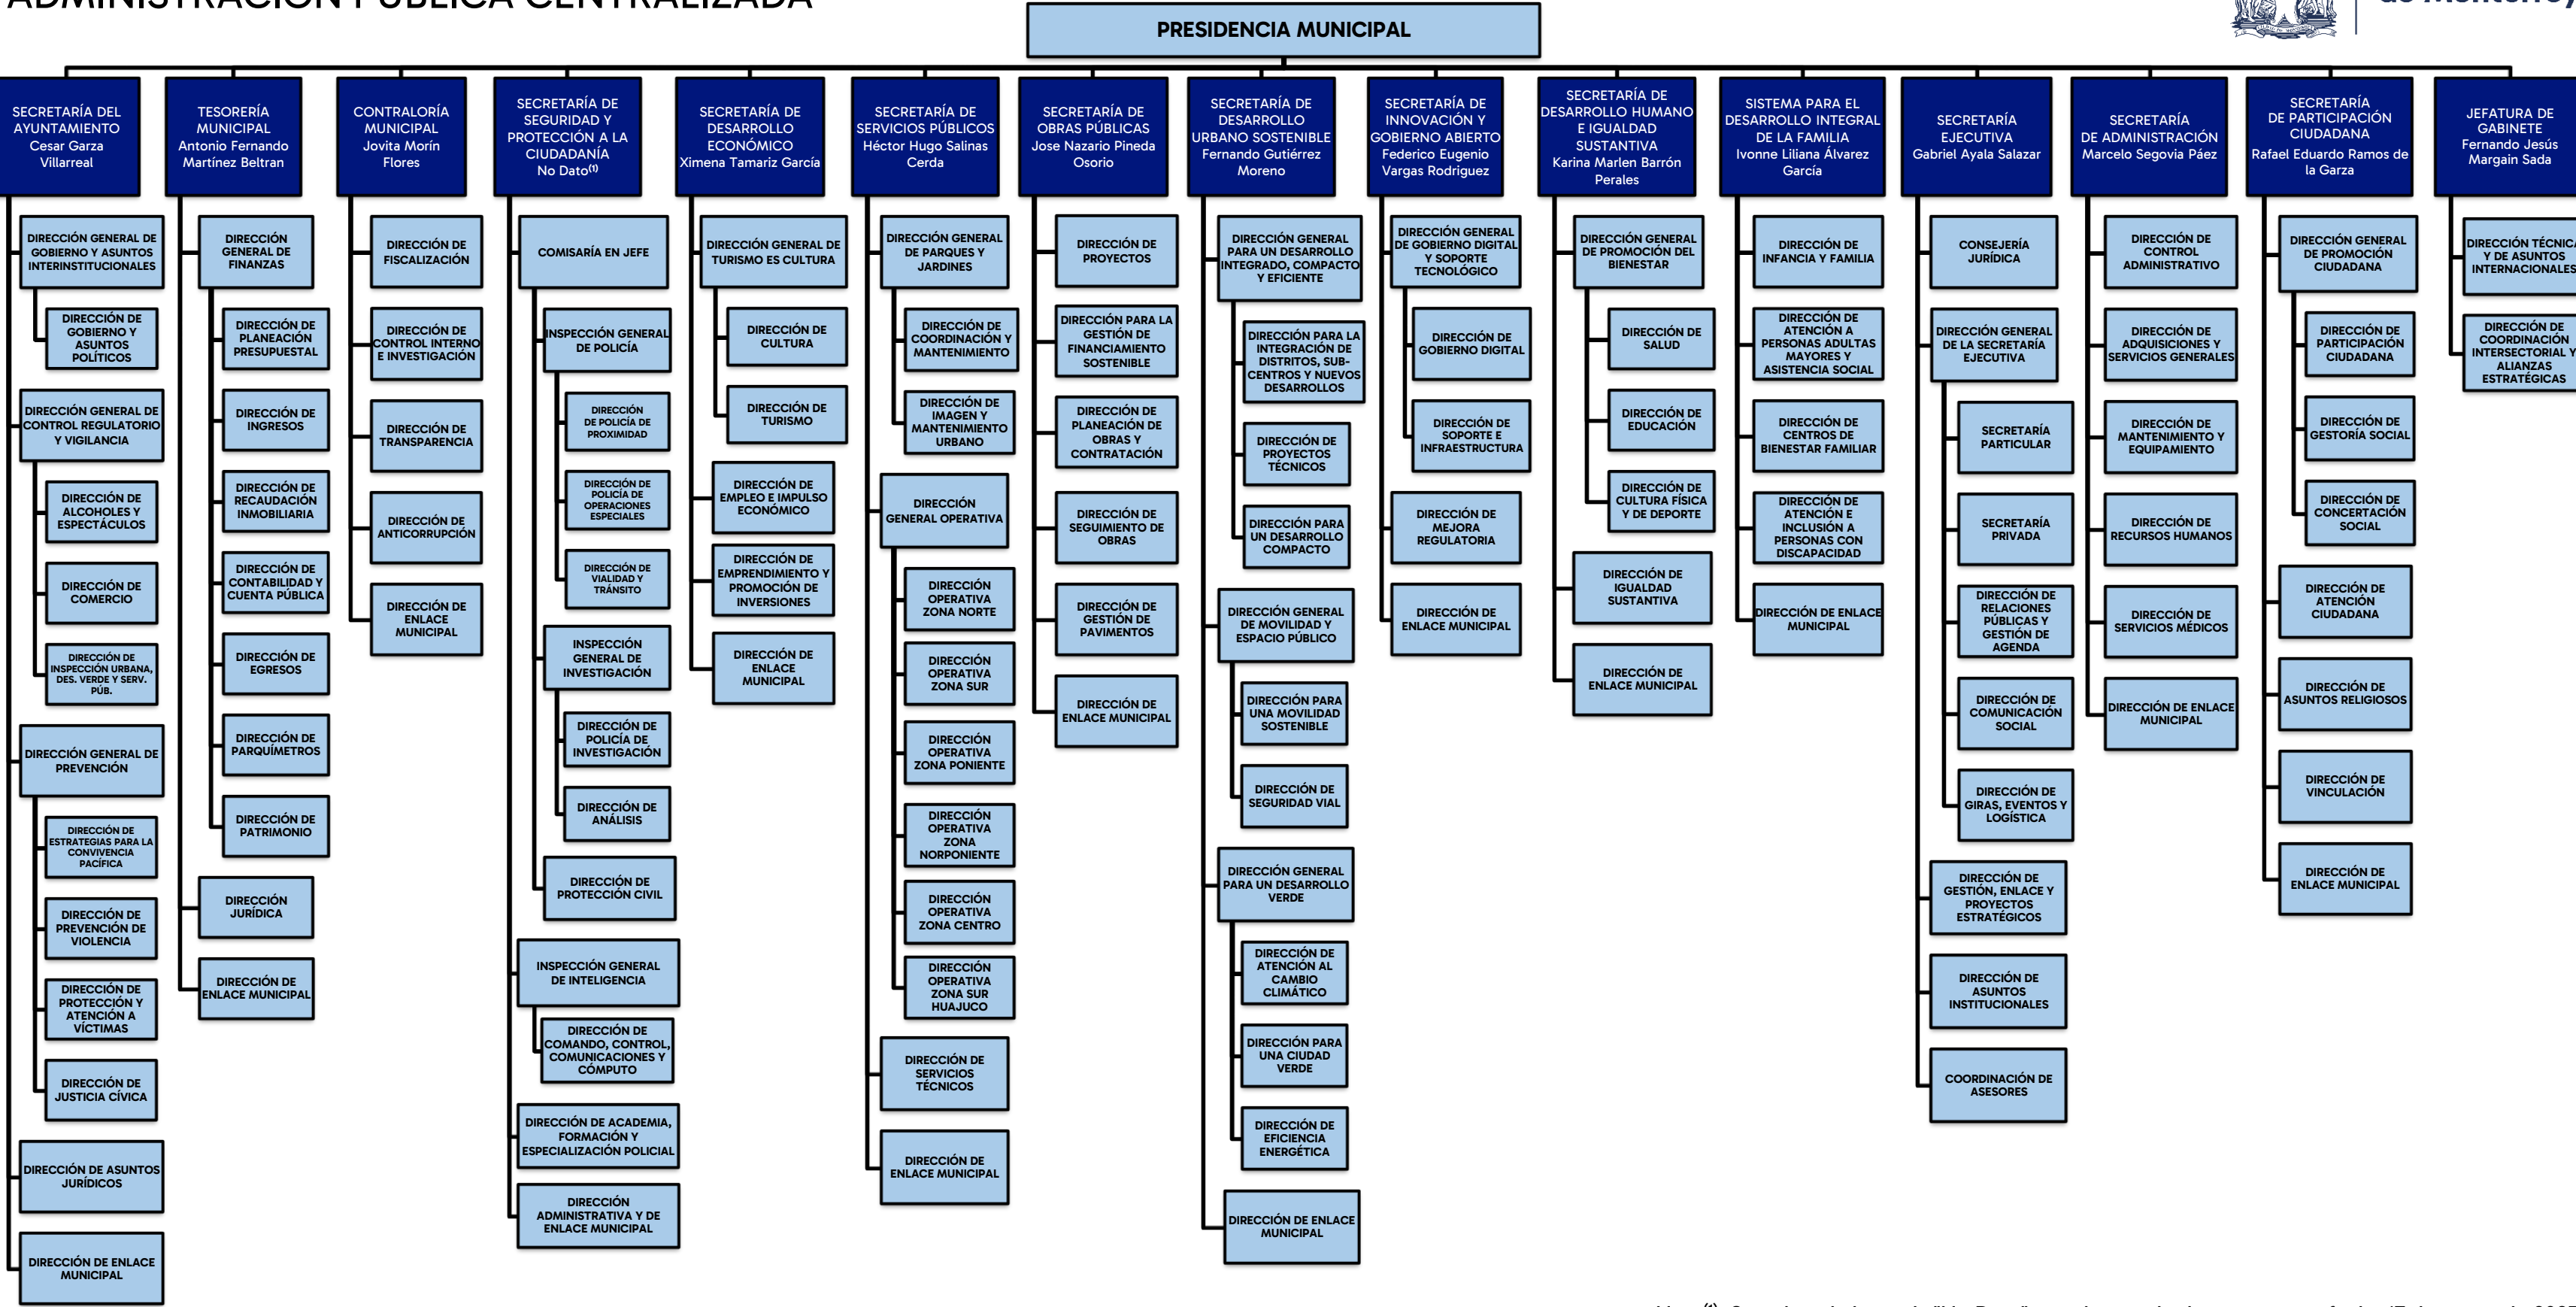 ADMINISTRACIÓN PÚBLICA CENTRALIZADA
de Monterrey
PRESIDENCIA MUNICIPAL
SECRETARÍA DEL
AYUNTAMIENTO
Cesar Garza
Villarreal
DIRECCIÓN GENERAL DE
GOBIERNO Y ASUNTOS
INTERINSTITUCIONALES
DIRECCIÓN DE
GOBIERNO Y
ASUNTOS
POLÍTICOS
DIRECCIÓN GENERAL DE
CONTROL REGULATORIO
Y VIGILANCIA
DIRECCIÓN DE
ALCOHOLES Y
ESPECTÁCULOS
DIRECCIÓN DE
COMERCIO
DIRECCIÓN DE
INSPECCIÓN URBANA,
DES. VERDE Y SERV.
PÚB.
DIRECCIÓN GENERAL DE
PREVENCIÓN
DIRECCIÓN DE
ESTRATEGIAS PARA LA
CONVIVENCIA
PACÍFICA
DIRECCIÓN DE
PREVENCIÓN DE
VIOLENCIA
DIRECCIÓN DE
PROTECCIÓN Y
ATENCIÓN A
VÍCTIMAS
DIRECCIÓN DE
JUSTICIA CÍVICA
DIRECCIÓN DE ASUNTOS
JURÍDICOS
DIRECCIÓN DE ENLACE
MUNICIPAL
TESORERÍA
MUNICIPAL
Antonio Fernando
Martínez Beltran
DIRECCIÓN
GENERAL DE
FINANZAS
DIRECCIÓN DE
PLANEACIÓN
PRESUPUESTAL
DIRECCIÓN DE
INGRESOS
DIRECCIÓN DE
RECAUDACIÓN
INMOBILIARIA
DIRECCIÓN DE
CONTABILIDAD Y
CUENTA PÚBLICA
DIRECCIÓN DE
EGRESOS
DIRECCIÓN DE
PARQUÍMETROS
DIRECCIÓN DE
PATRIMONIO
DIRECCIÓN
JURÍDICA
DIRECCIÓN DE
ENLACE MUNICIPAL
CONTRALORÍA
MUNICIPAL
Jovita Morín
Flores
DIRECCIÓN DE
FISCALIZACIÓN
DIRECCIÓN DE
CONTROL INTERNO
E INVESTIGACIÓN
DIRECCIÓN DE
TRANSPARENCIA
DIRECCIÓN DE
ANTICORRUPCIÓN
DIRECCIÓN DE
ENLACE
MUNICIPAL
SECRETARÍA DE
SEGURIDAD Y
PROTECCIÓN A LA
CIUDADANÍA
No Dato(1)
COMISARÍA EN JEFE
INSPECCIÓN GENERAL
DE POLICÍA
DIRECCIÓN
DE POLICÍA DE
PROXIMIDAD
DIRECCIÓN DE
POLICÍA DE
OPERACIONES
ESPECIALES
DIRECCIÓN DE
VIALIDAD Y
TRÁNSITO
INSPECCIÓN
GENERAL DE
INVESTIGACIÓN
DIRECCIÓN DE
POLICÍA DE
INVESTIGACIÓN
DIRECCIÓN DE
ANÁLISIS
DIRECCIÓN DE
PROTECCIÓN CIVIL
INSPECCIÓN GENERAL
DE INTELIGENCIA
DIRECCIÓN DE
COMANDO, CONTROL,
COMUNICACIONES Y
CÓMPUTO
DIRECCIÓN DE ACADEMIA,
FORMACIÓN Y
ESPECIALIZACIÓN POLICIAL
DIRECCIÓN
ADMINISTRATIVA Y DE
ENLACE MUNICIPAL
SECRETARÍA DE
DESARROLLO
ECONÓMICO
Ximena Tamariz García
DIRECCIÓN GENERAL DE
TURISMO ES CULTURA
DIRECCIÓN DE
CULTURA
DIRECCIÓN DE
TURISMO
DIRECCIÓN DE
EMPLEO E IMPULSO
ECONÓMICO
DIRECCIÓN DE
EMPRENDIMIENTO Y
PROMOCIÓN DE
INVERSIONES
DIRECCIÓN DE
ENLACE
MUNICIPAL
SECRETARÍA DE
SERVICIOS PÚBLICOS
Héctor Hugo Salinas
Cerda
DIRECCIÓN GENERAL
DE PARQUES Y
JARDINES
DIRECCIÓN DE
COORDINACIÓN Y
MANTENIMIENTO
DIRECCIÓN DE
IMAGEN Y
MANTENIMIENTO
URBANO
DIRECCIÓN
GENERAL OPERATIVA
DIRECCIÓN
OPERATIVA
ZONA NORTE
DIRECCIÓN
OPERATIVA
ZONA SUR
DIRECCIÓN
OPERATIVA
ZONA PONIENTE
DIRECCIÓN
OPERATIVA
ZONA
NORPONIENTE
DIRECCIÓN
OPERATIVA
ZONA CENTRO
DIRECCIÓN
OPERATIVA
ZONA SUR
HUAJUCO
DIRECCIÓN DE
SERVICIOS
TÉCNICOS
DIRECCIÓN DE
ENLACE MUNICIPAL
SECRETARÍA DE
OBRAS PÚBLICAS
Jose Nazario Pineda
Osorio
DIRECCIÓN DE
PROYECTOS
DIRECCIÓN PARA LA
GESTIÓN DE
FINANCIAMIENTO
SOSTENIBLE
DIRECCIÓN DE
PLANEACIÓN DE
OBRAS Y
CONTRATACIÓN
DIRECCIÓN DE
SEGUIMIENTO DE
OBRAS
DIRECCIÓN DE
GESTIÓN DE
PAVIMENTOS
DIRECCIÓN DE
ENLACE MUNICIPAL
SECRETARÍA DE
DESARROLLO
URBANO SOSTENIBLE
Fernando Gutiérrez
Moreno
DIRECCIÓN GENERAL
PARA UN DESARROLLO
INTEGRADO, COMPACTO
Y EFICIENTE
DIRECCIÓN PARA LA
INTEGRACIÓN DE
DISTRITOS, SUB-
CENTROS Y NUEVOS
DESARROLLOS
DIRECCIÓN DE
PROYECTOS
TÉCNICOS
DIRECCIÓN PARA
UN DESARROLLO
COMPACTO
DIRECCIÓN GENERAL
DE MOVILIDAD Y
ESPACIO PÚBLICO
DIRECCIÓN PARA
UNA MOVILIDAD
SOSTENIBLE
DIRECCIÓN DE
SEGURIDAD VIAL
DIRECCIÓN GENERAL
PARA UN DESARROLLO
VERDE
DIRECCIÓN DE
ATENCIÓN AL
CAMBIO
CLIMÁTICO
DIRECCIÓN PARA
UNA CIUDAD
VERDE
DIRECCIÓN DE
EFICIENCIA
ENERGÉTICA
DIRECCIÓN DE ENLACE
MUNICIPAL
SECRETARÍA DE
INNOVACIÓN Y
GOBIERNO ABIERTO
Federico Eugenio
Vargas Rodriguez
DIRECCIÓN GENERAL
DE GOBIERNO DIGITAL
Y SOPORTE
TECNOLÓGICO
DIRECCIÓN DE
GOBIERNO DIGITAL
DIRECCIÓN DE
SOPORTE E
INFRAESTRUCTURA
DIRECCIÓN DE
MEJORA
REGULATORIA
DIRECCIÓN DE
ENLACE MUNICIPAL
SECRETARÍA DE
DESARROLLO HUMANO
E IGUALDAD
SUSTANTIVA
Karina Marlen Barrón
Perales
DIRECCIÓN GENERAL
DE PROMOCIÓN DEL
BIENESTAR
DIRECCIÓN DE
SALUD
DIRECCIÓN DE
EDUCACIÓN
DIRECCIÓN DE
CULTURA FÍSICA
Y DE DEPORTE
DIRECCIÓN DE
IGUALDAD
SUSTANTIVA
DIRECCIÓN DE
ENLACE MUNICIPAL
SISTEMA PARA EL
DESARROLLO INTEGRAL
DE LA FAMILIA
Ivonne Liliana Álvarez
García
DIRECCIÓN DE
INFANCIA Y FAMILIA
DIRECCIÓN DE
ATENCIÓN A
PERSONAS ADULTAS
MAYORES Y
ASISTENCIA SOCIAL
DIRECCIÓN DE
CENTROS DE
BIENESTAR FAMILIAR
DIRECCIÓN DE
ATENCIÓN E
INCLUSIÓN A
PERSONAS CON
DISCAPACIDAD
DIRECCIÓN DE ENLACE
MUNICIPAL
SECRETARÍA
EJECUTIVA
Gabriel Ayala Salazar
CONSEJERÍA
JURÍDICA
DIRECCIÓN GENERAL
DE LA SECRETARÍA
EJECUTIVA
SECRETARÍA
PARTICULAR
SECRETARÍA
PRIVADA
DIRECCIÓN DE
RELACIONES
PÚBLICAS Y
GESTIÓN DE
AGENDA
DIRECCIÓN DE
COMUNICACIÓN
SOCIAL
DIRECCIÓN DE
GIRAS, EVENTOS Y
LOGÍSTICA
DIRECCIÓN DE
GESTIÓN, ENLACE Y
PROYECTOS
ESTRATÉGICOS
DIRECCIÓN DE
ASUNTOS
INSTITUCIONALES
COORDINACIÓN DE
ASESORES
SECRETARÍA
DE ADMINISTRACIÓN
Marcelo Segovia Páez
DIRECCIÓN DE
CONTROL
ADMINISTRATIVO
DIRECCIÓN DE
ADQUISICIONES Y
SERVICIOS GENERALES
DIRECCIÓN DE
MANTENIMIENTO Y
EQUIPAMIENTO
DIRECCIÓN DE
RECURSOS HUMANOS
DIRECCIÓN DE
SERVICIOS MÉDICOS
DIRECCIÓN DE ENLACE
MUNICIPAL
SECRETARÍA
DE PARTICIPACIÓN
CIUDADANA
Rafael Eduardo Ramos de
la Garza
DIRECCIÓN GENERAL
DE PROMOCIÓN
CIUDADANA
DIRECCIÓN DE
PARTICIPACIÓN
CIUDADANA
DIRECCIÓN DE
GESTORÍA SOCIAL
DIRECCIÓN DE
CONCERTACIÓN
SOCIAL
DIRECCIÓN DE
ATENCIÓN
CIUDADANA
DIRECCIÓN DE
ASUNTOS RELIGIOSOS
DIRECCIÓN DE
VINCULACIÓN
DIRECCIÓN DE
ENLACE MUNICIPAL
JEFATURA DE
GABINETE
Fernando Jesús
Margain Sada
DIRECCIÓN TÉCNICA
Y DE ASUNTOS
INTERNACIONALES
DIRECCIÓN DE
COORDINACIÓN
INTERSECTORIAL Y
ALIANZAS
ESTRATÉGICAS